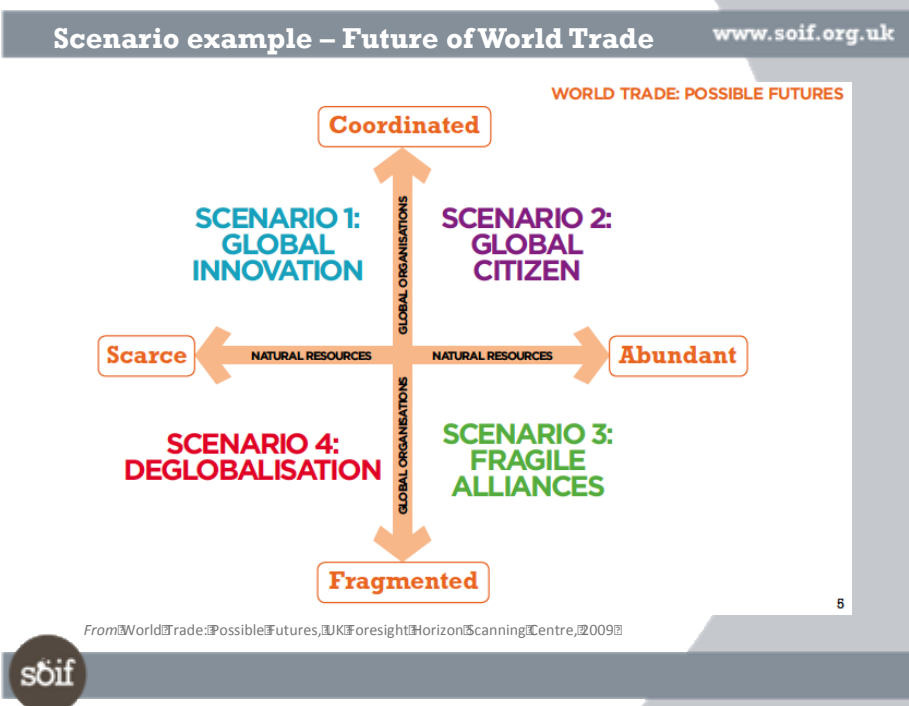 Scenario example – Future of World Trade
www.soif.org.uk
WORLD TRADE: POSSIBLE FUTURES
Coordinated
SCENARIO 1:
GLOBAL
INNOVATION
GLOBAL ORGANISATIONS
SCENARIO 2:
GLOBAL
CITIZEN
Scarce
NATURAL RESOURCES
NATURAL RESOURCES
Abundant
SCENARIO 4:
DEGLOBALISATION
GLOBAL ORGANISATIONS
SCENARIO 3:
FRAGILE
ALLIANCES
Fragmented
5
From World Trade: Possible Futures, UK Foresight Horizon Scanning Centre, 2009
soif